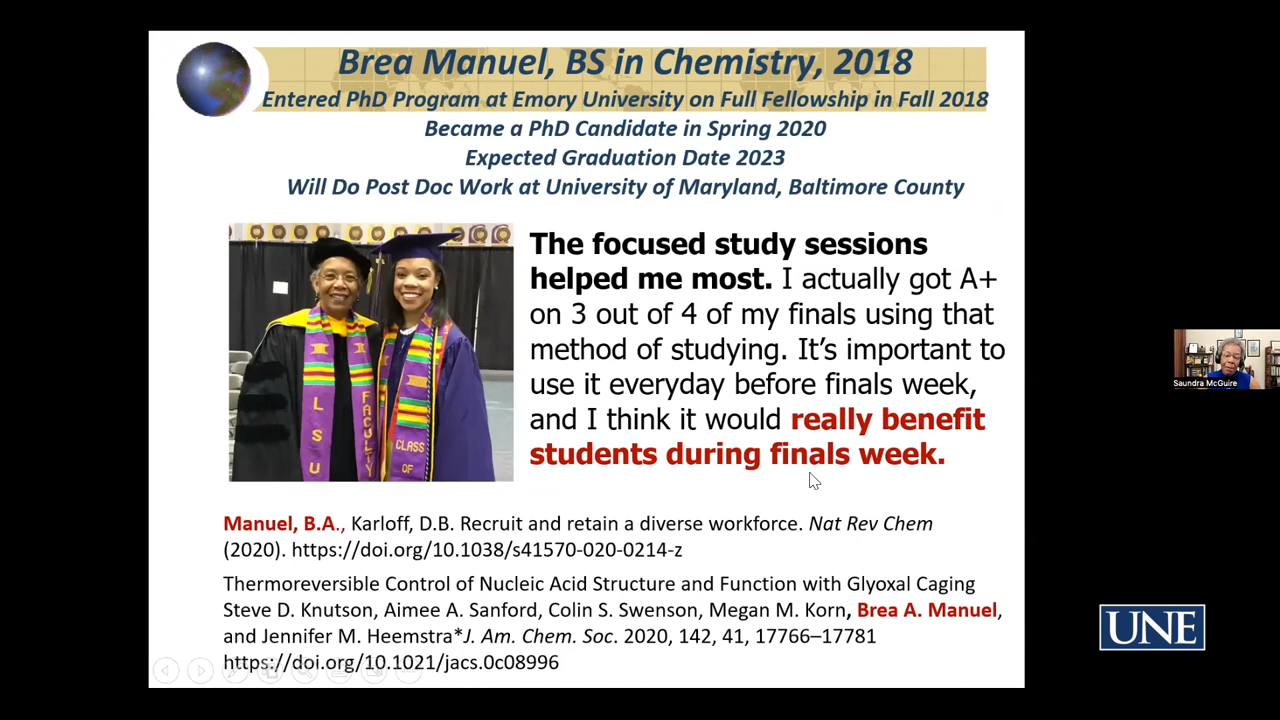 Brea Manuel, BS in Chemistry, 2018
Entered PhD Program at Emory University on Full Fellowship in Fall 2018
Became a PhD Candidate in Spring 2020
Expected Graduation Date 2023
Will Do Post Doc Work at University of Maryland, Baltimore County
The focused study sessions
helped me most. I actually got A+
on 3 out of 4 of my finals using that
method of studying. It's important to
use it everyday before finals week,
and I think it would really benefit
students during finals week.
LSU
FACULTY
CLASS
OF
Manuel, B.A., Karloff, D.B. Recruit and retain a diverse workforce. Nat Rev Chem
(2020). https://doi.org/10.1038/s41570-020-0214-z
Thermoreversible Control of Nucleic Acid Structure and Function with Glyoxal Caging
Steve D. Knutson, Aimee A. Sanford, Colin S. Swenson, Megan M. Korn, Brea A. Manuel,
and Jennifer M. Heemstra*J. Am. Chem. Soc. 2020, 142, 41, 17766–17781
https://doi.org/10.1021/jacs.0c08996
Saundra McGuire
UNE